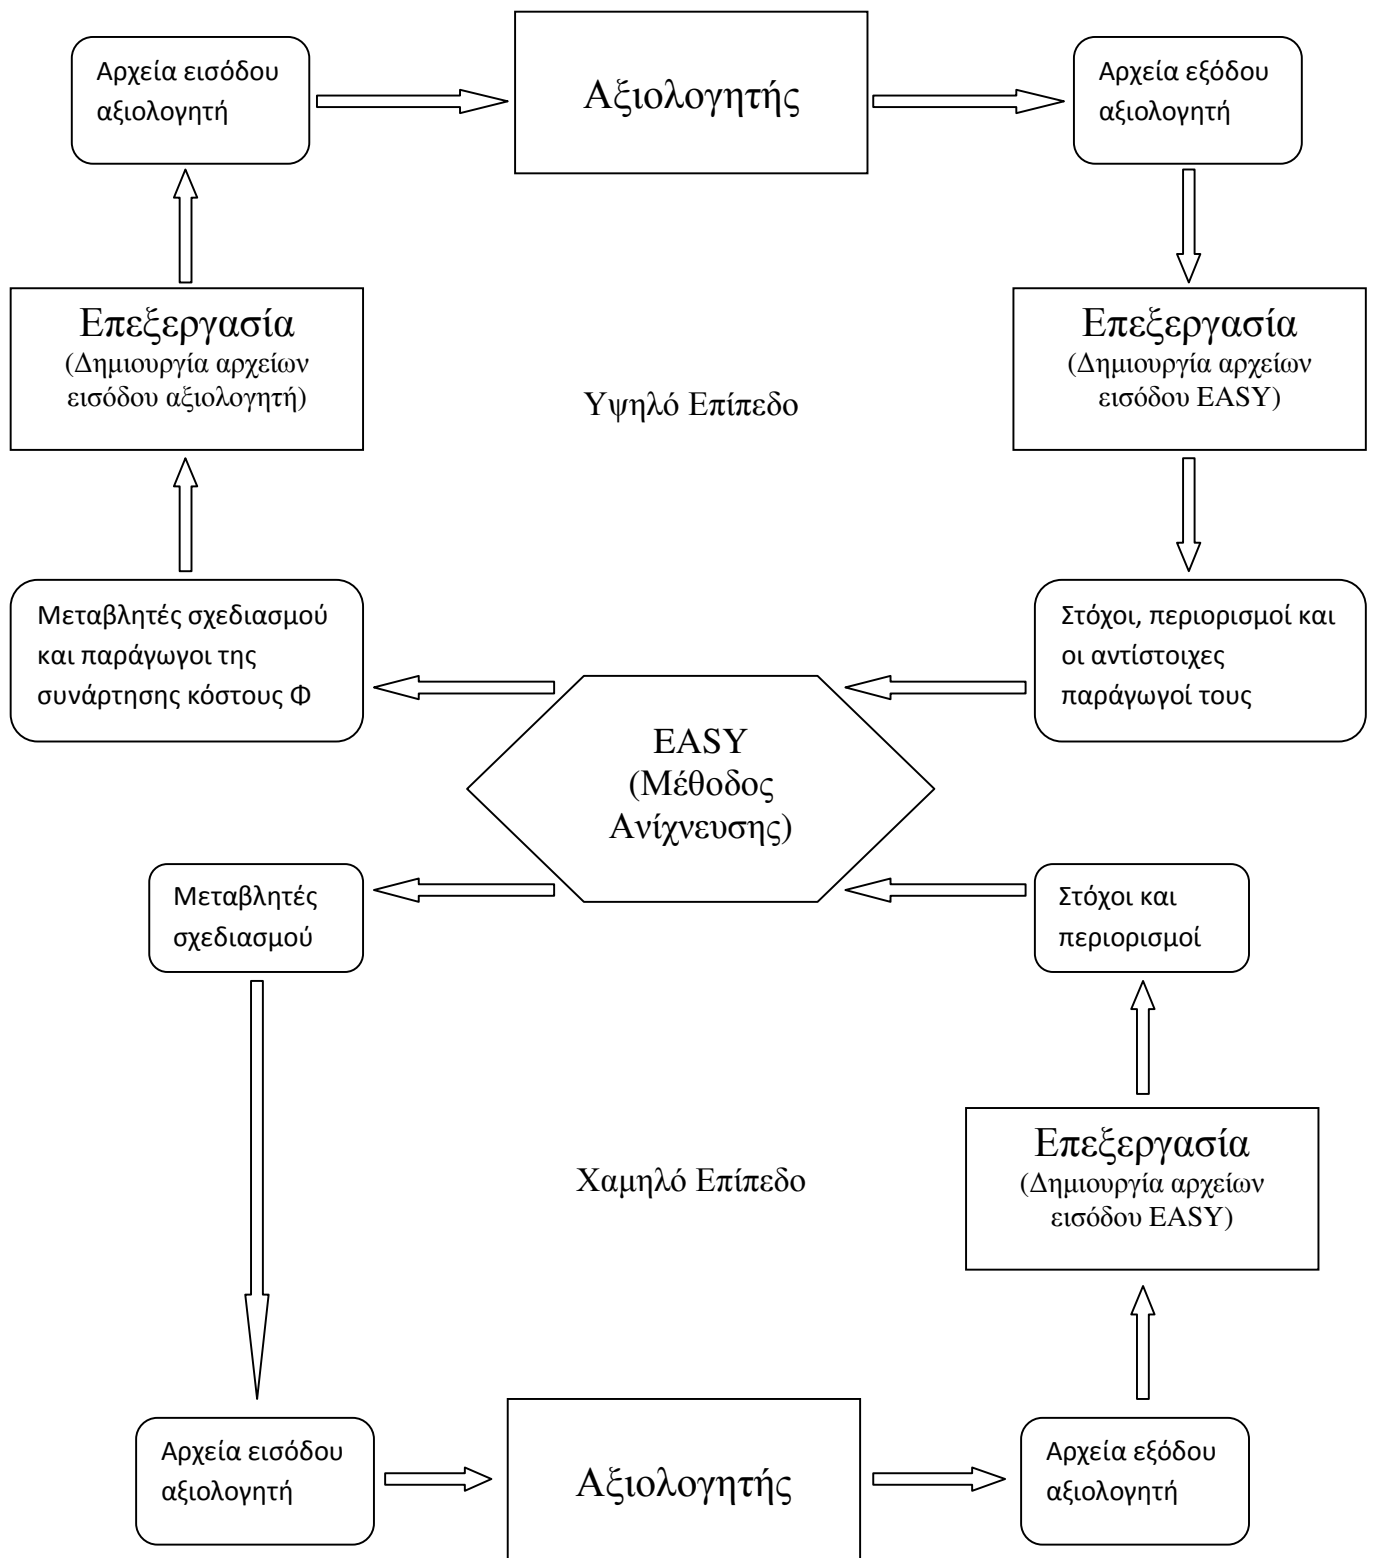 Αρχεία εισόδου
αξιολογητή
Αξιολογητής
Αρχεία εξόδου
αξιολογητή
Επεξεργασία
(Δημιουργία αρχείων
εισόδου αξιολογητή)
Υψηλό Επίπεδο
Επεξεργασία
(Δημιουργία αρχείων
εισόδου EASY)
Μεταβλητές σχεδιασμού
και παράγωγοι της
συνάρτησης κόστους Φ
Στόχοι, περιορισμοί και
οι αντίστοιχες
παράγωγοί τους
EASY
(Μέθοδος
Ανίχνευσης)
Μεταβλητές
σχεδιασμού
Στόχοι και
περιορισμοί
Χαμηλό Επίπεδο
Επεξεργασία
(Δημιουργία αρχείων
εισόδου EASY)
Αρχεία εισόδου
αξιολογητή
Αξιολογητής
Αρχεία εξόδου
αξιολογητή